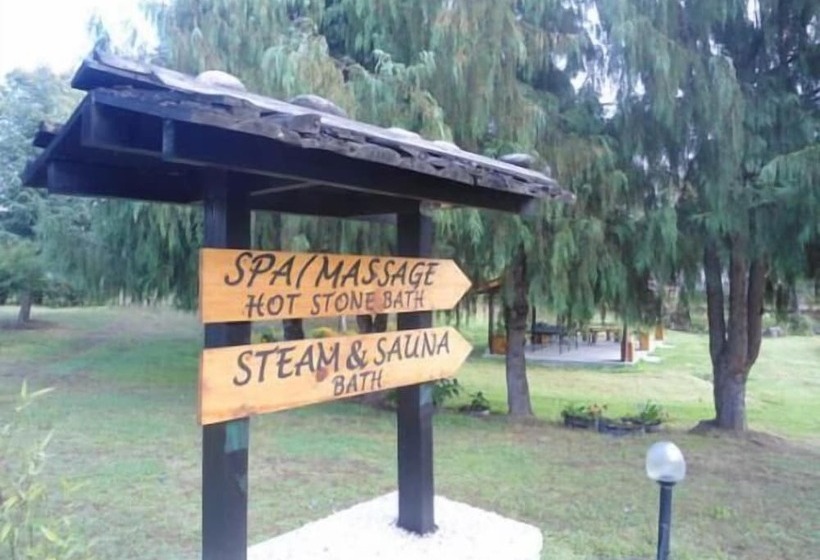 SPA/MASSAGE
HOT STONE BATH
STEAM & SAUNA
BATH